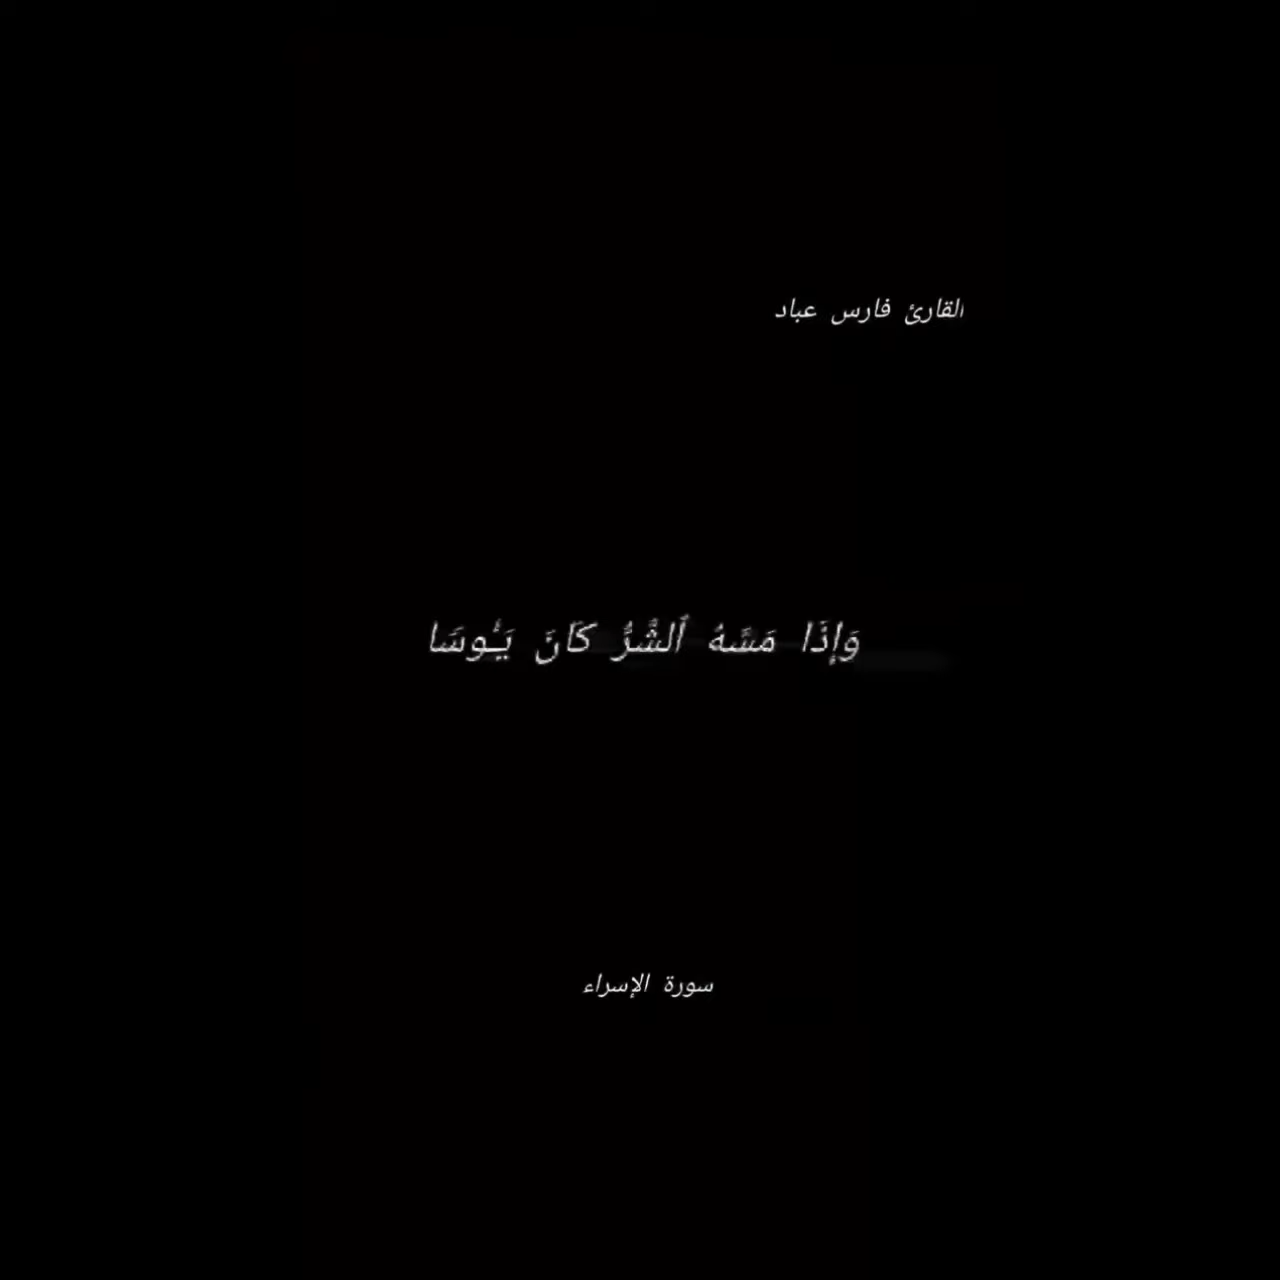 القارئ فارس عباد
وَإِذَا مَسَّهُ ٱلشَّرُّ كَانَ يَـُٔوسَا
سورة الإسراء